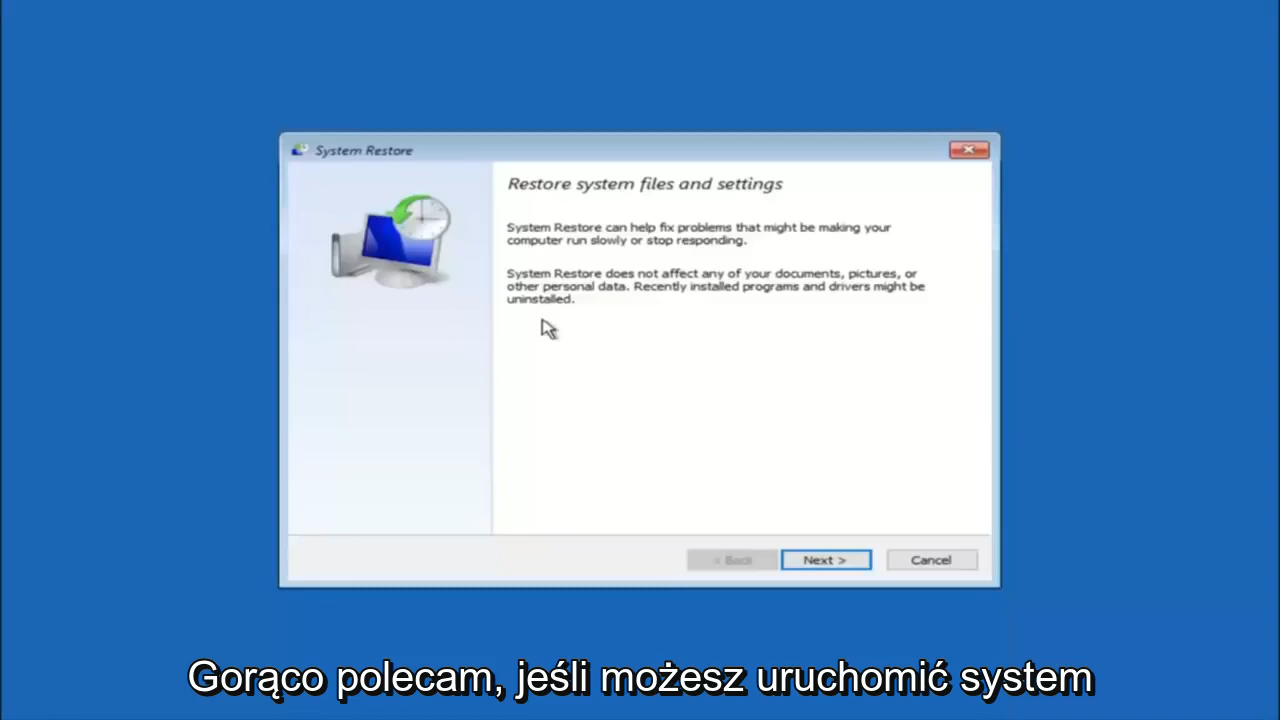 System Restore
Restore system files and settings
System Restore can help fix problems that might be making your
computer run slowly or stop responding.
System Restore does not affect any of your documents, pictures, or
other personal data. Recently installed programs and drivers might be
uninstalled.
< Back
Next >
Cancel
Gorąco polecam, jeśli możesz uruchomić system